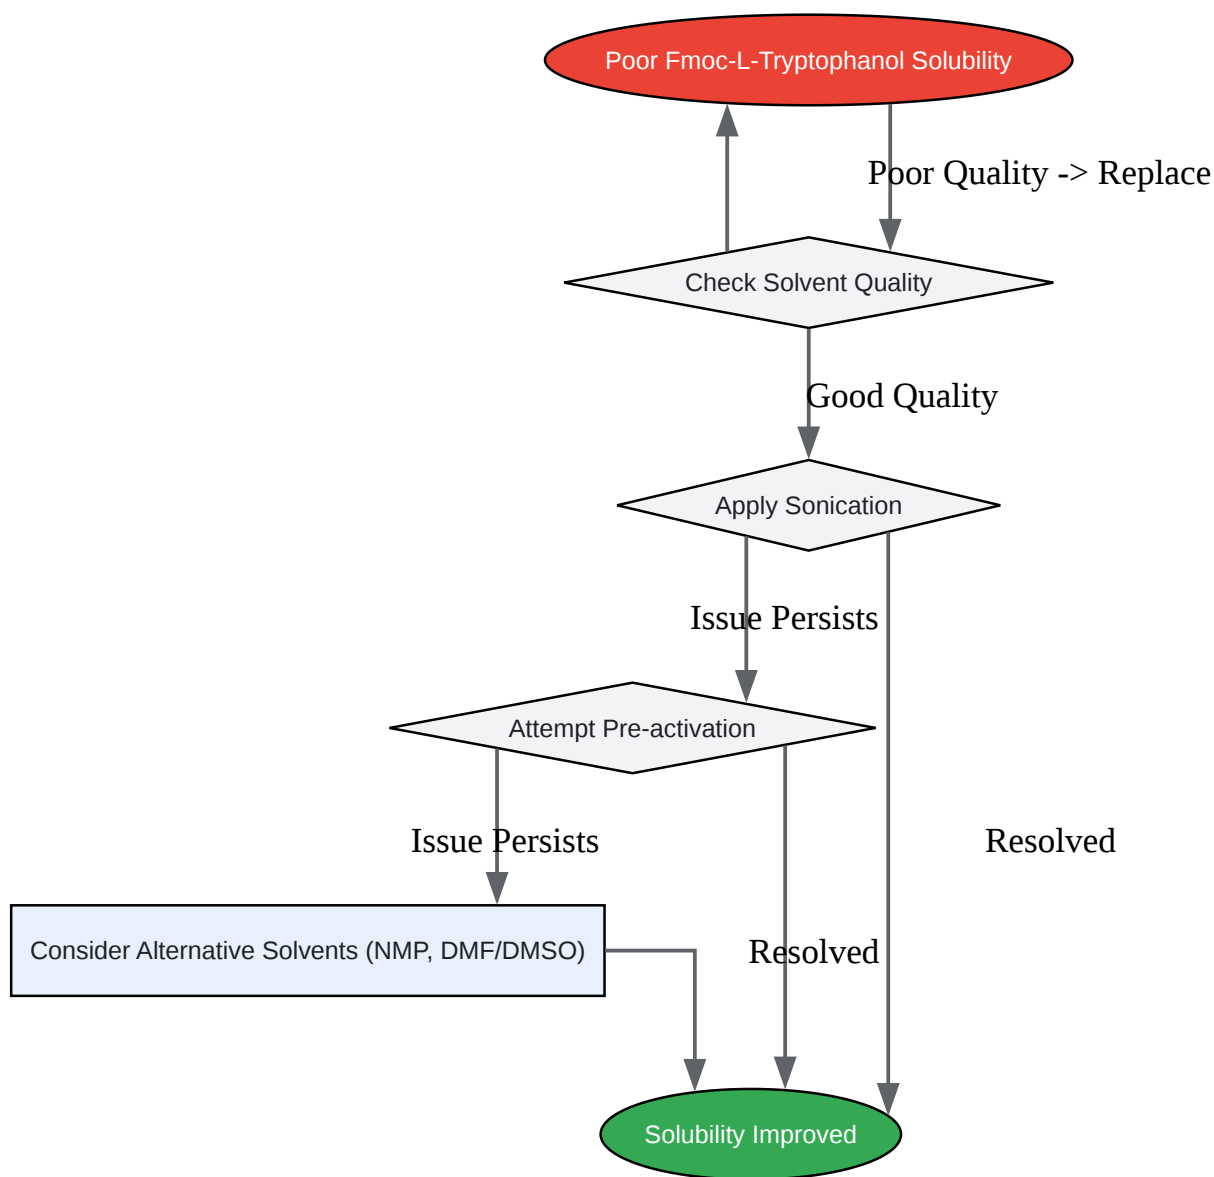 Poor Fmoc-L-Tryptophanol Solubility
Poor Quality -> Replace
Check Solvent Quality
Good Quality
Apply Sonication
Issue Persists
Attempt Pre-activation
Issue Persists
Resolved
Consider Alternative Solvents (NMP, DMF/DMSO)
Resolved
Solubility Improved